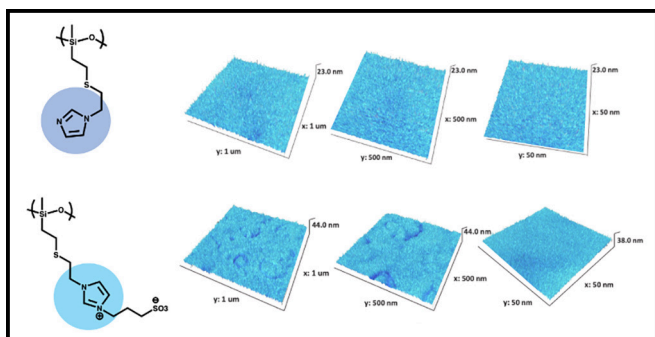 Si O
S
N
N
23.0 nm
x: 1 um
y: 1 um
23.0 nm
x: 500 nm
y: 500 nm
23.0 nm
x: 50 nm
y: 50 nm
Si O
S
N
N
⊕
⊖
SO3
44.0 nm
x: 1 um
y: 1 um
44.0 nm
x: 500 nm
y: 500 nm
38.0 nm
x: 50 nm
y: 50 nm